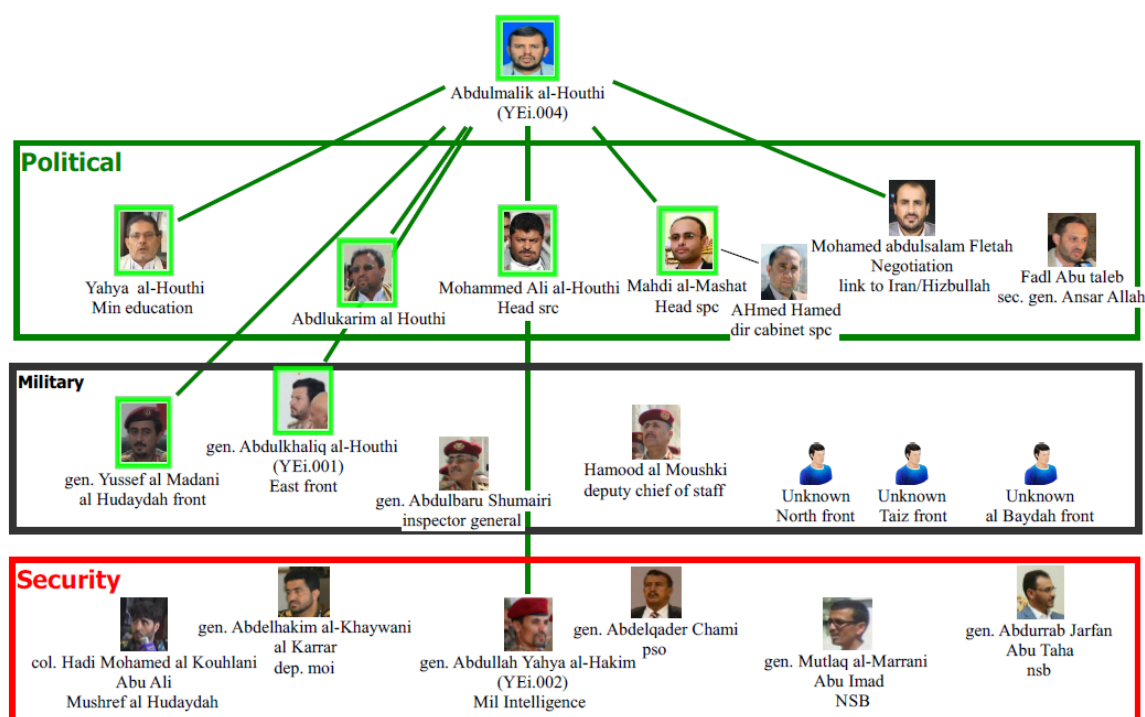 Abdulmalik al-Houthi
(YEi.004)
Political
Yahya al-Houthi
Min education
Abdlukarim al Houthi
Mohammed Ali al-Houthi
Head src
Mahdi al-Mashat
Head spc
AHmed Hamed
dir cabinet spc
Mohamed abdulsalam Fletah
Negotiation
link to Iran/Hizbullah
Fadl Abu taleb
sec. gen. Ansar Allah
Military
gen. Yussef al Madani
al Hudaydah front
gen. Abdulkhaliq al-Houthi
(YEi.001)
East front
gen. Abdulbaru Shumairi
inspector general
Hamood al Moushki
deputy chief of staff
Unknown
North front
Unknown
Taiz front
Unknown
al Baydah front
Security
col. Hadi Mohamed al Kouhlani
Abu Ali
Mushref al Hudaydah
gen. Abdelhakim al-Khaywani
al Karrar
dep. moi
gen. Abdullah Yahya al-Hakim
(YEi.002)
Mil Intelligence
gen. Abdelqader Chami
pso
gen. Mutlaq al-Marrani
Abu Imad
NSB
gen. Abdurrab Jarfan
Abu Taha
nsb